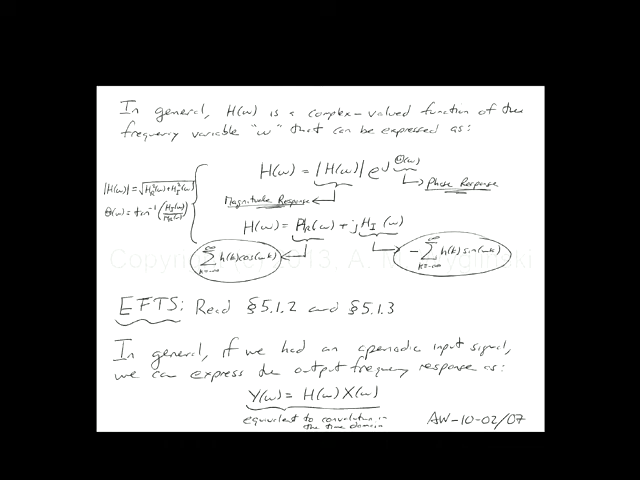 In general, H(ω) is a complex-valued function of the
frequency variable "ω" that can be expressed as:
H(ω) = |H(ω)| e^{jΘ(ω)}
Phase Response
|H(ω)| = √(H_R²(ω) + H_I²(ω))
Magnitude Response
Θ(ω) = tan⁻¹(H_I(ω)/H_R(ω))
H(ω) = H_R(ω) + j H_I(ω)
∑_{k=-∞}^{∞} h(k)cos(ωk)
-∑_{k=-∞}^{∞} h(k) sin(ωk)
Copyright (c) 2013, A. M.
EFTS: Read §5.1.2 and §5.1.3
In general, if we had an aperiodic input signal,
we can express the output frequency response as:
Y(ω) = H(ω) X(ω)
equivalent to convolution in
the time domain
AW-10-02/07